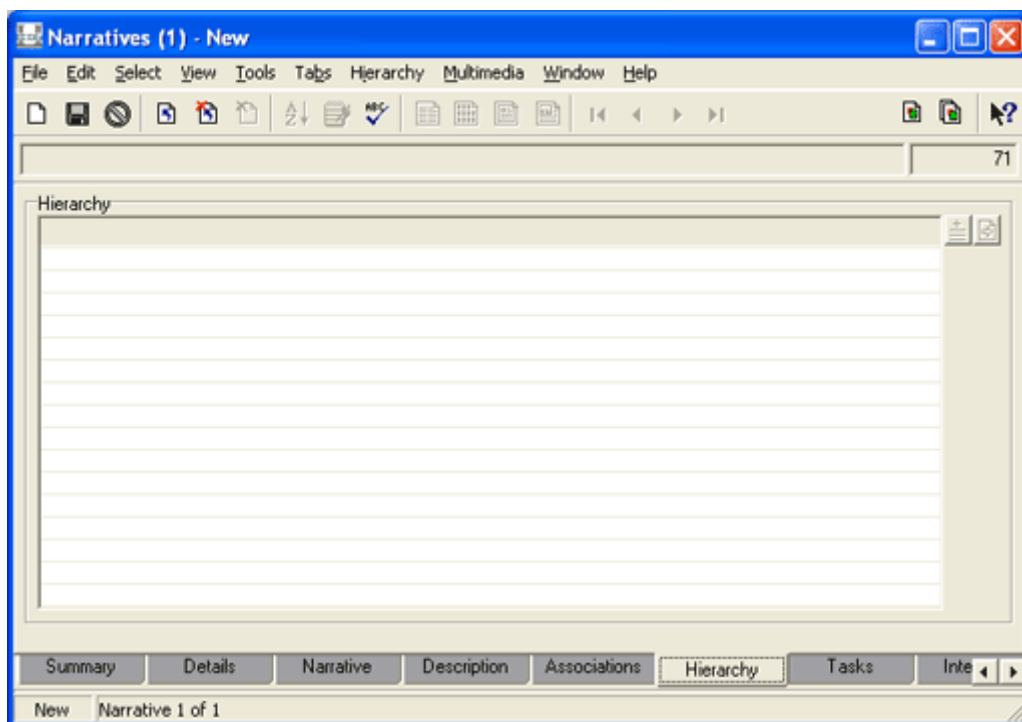 Narratives (1) - New
File Edit Select View Tools Tabs Hierarchy Multimedia Window Help
71
Hierarchy
Summary Details Narrative Description Associations Hierarchy Tasks Inte
New Narrative 1 of 1